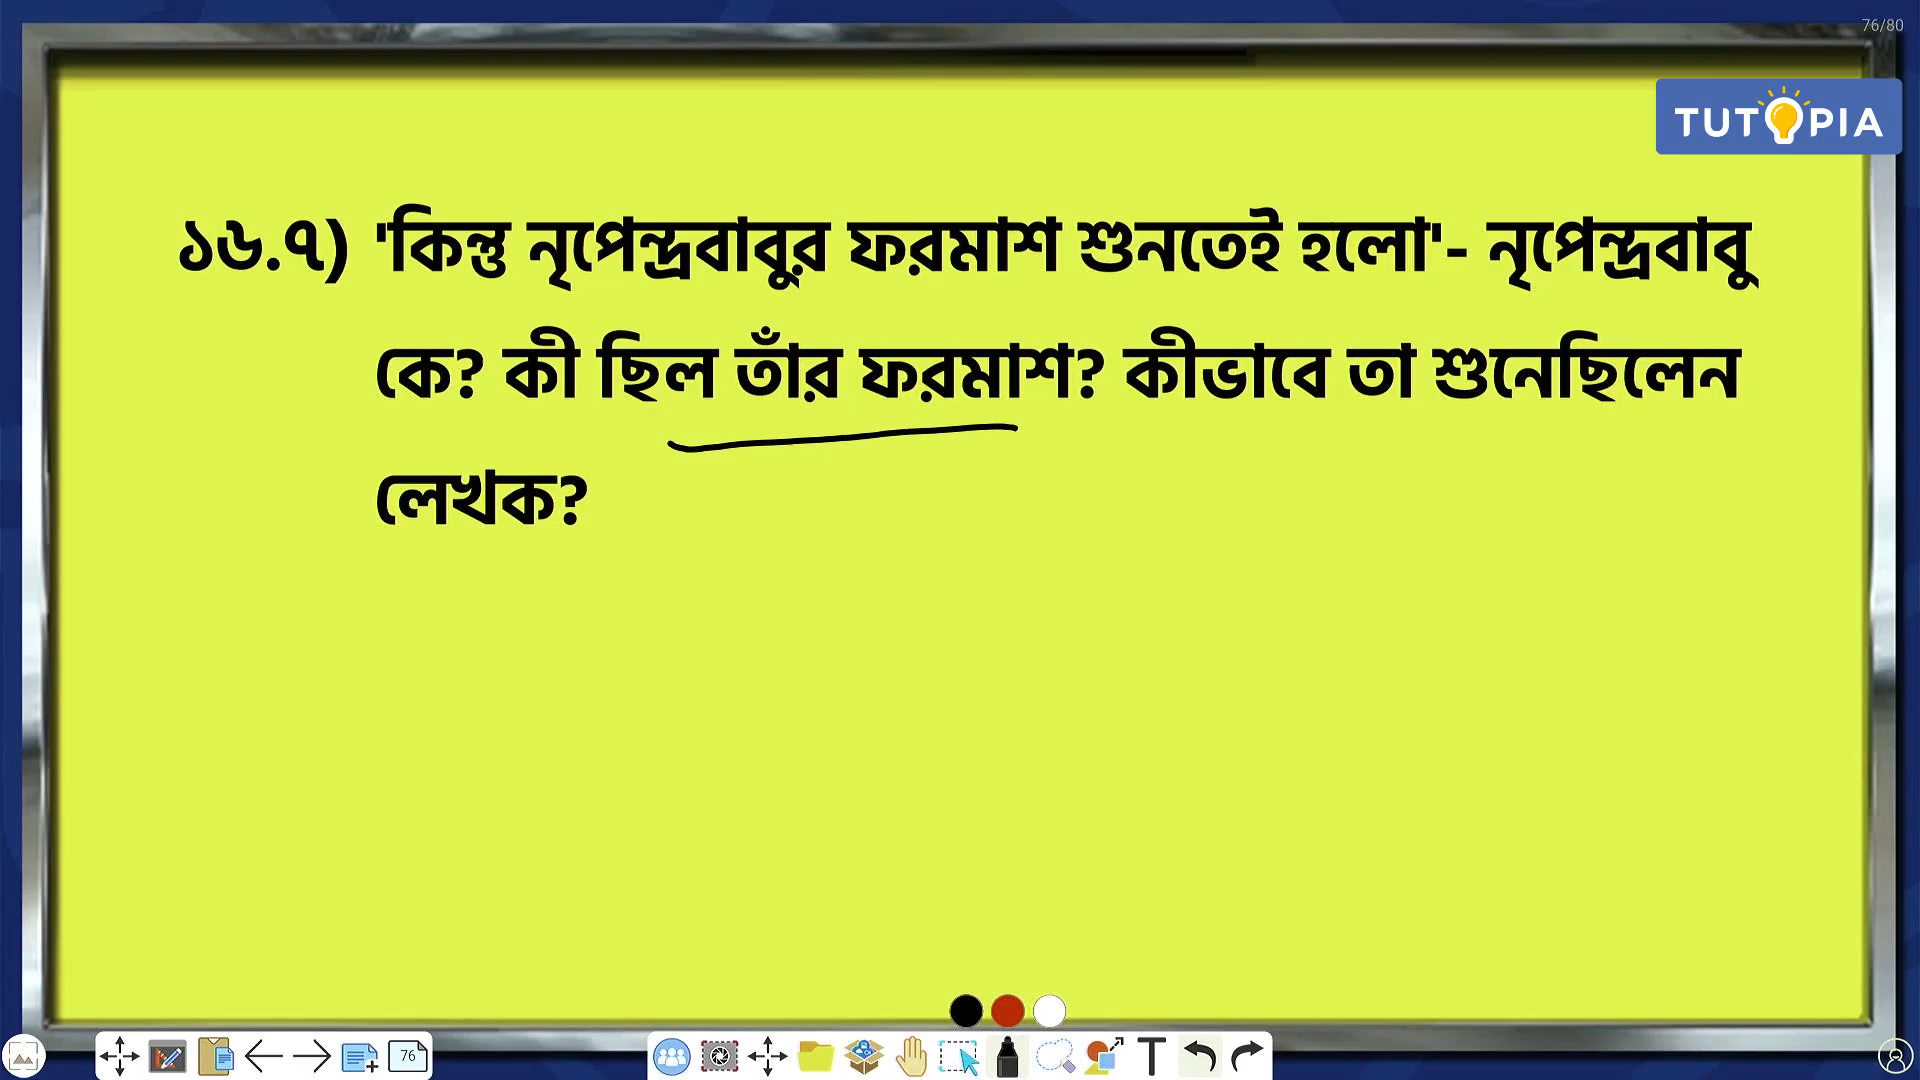 76/80
TUTOPIA
১৬.৭) 'কিন্তু নৃপেন্দ্রবাবুর ফরমাশ শুনতেই হলো'- নৃপেন্দ্রবাবু
কে? কী ছিল তাঁর ফরমাশ? কীভাবে তা শুনেছিলেন
লেখক?
76
T